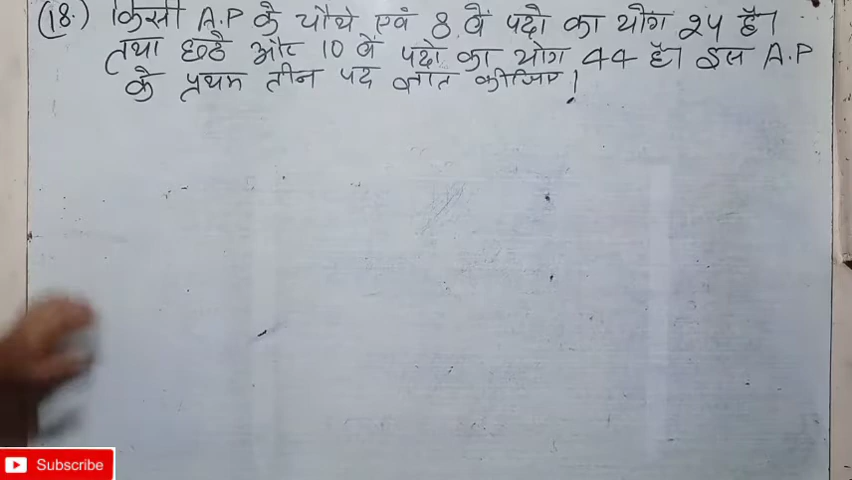 (18.) किसी A.P के चौथे एवं 8 वें पदो का योग 24 है।
तथा छठे और 10 वें पदो का योग 44 है। इस A.P
के प्रथम तीन पद ज्ञात कीजिए!
Subscribe